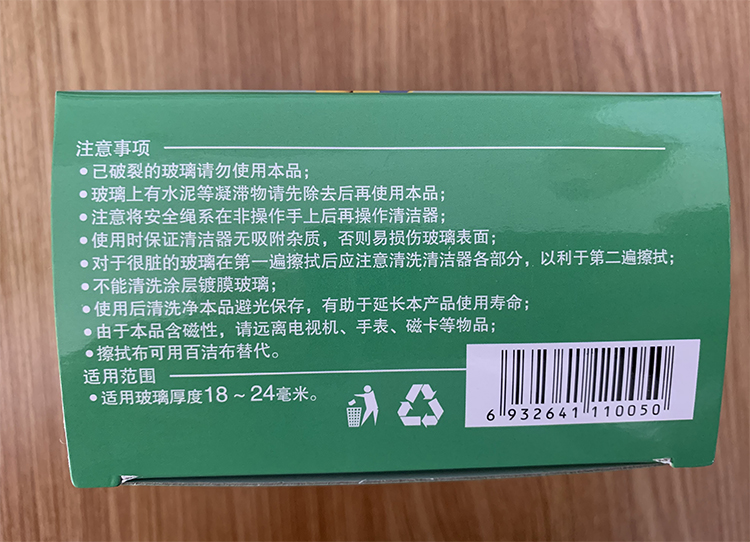 注意事项
●已破裂的玻璃请勿使用本品；
●玻璃上有水泥等凝滞物请先除去后再使用本品；
●注意将安全绳系在非操作手上后再操作清洁器；
●使用时保证清洁器无吸附杂质，否则易损伤玻璃表面；
●对于很脏的玻璃在第一遍擦拭后应注意清洗清洁器各部分，以利于第二遍擦拭；
●不能清洗涂层镀膜玻璃；
●使用后清洗净本品避光保存，有助于延长本产品使用寿命；
●由于本品含磁性，请远离电视机、手表、磁卡等物品；
●擦拭布可用百洁布替代。
适用范围
●适用玻璃厚度18～24毫米。
6 932641 110050